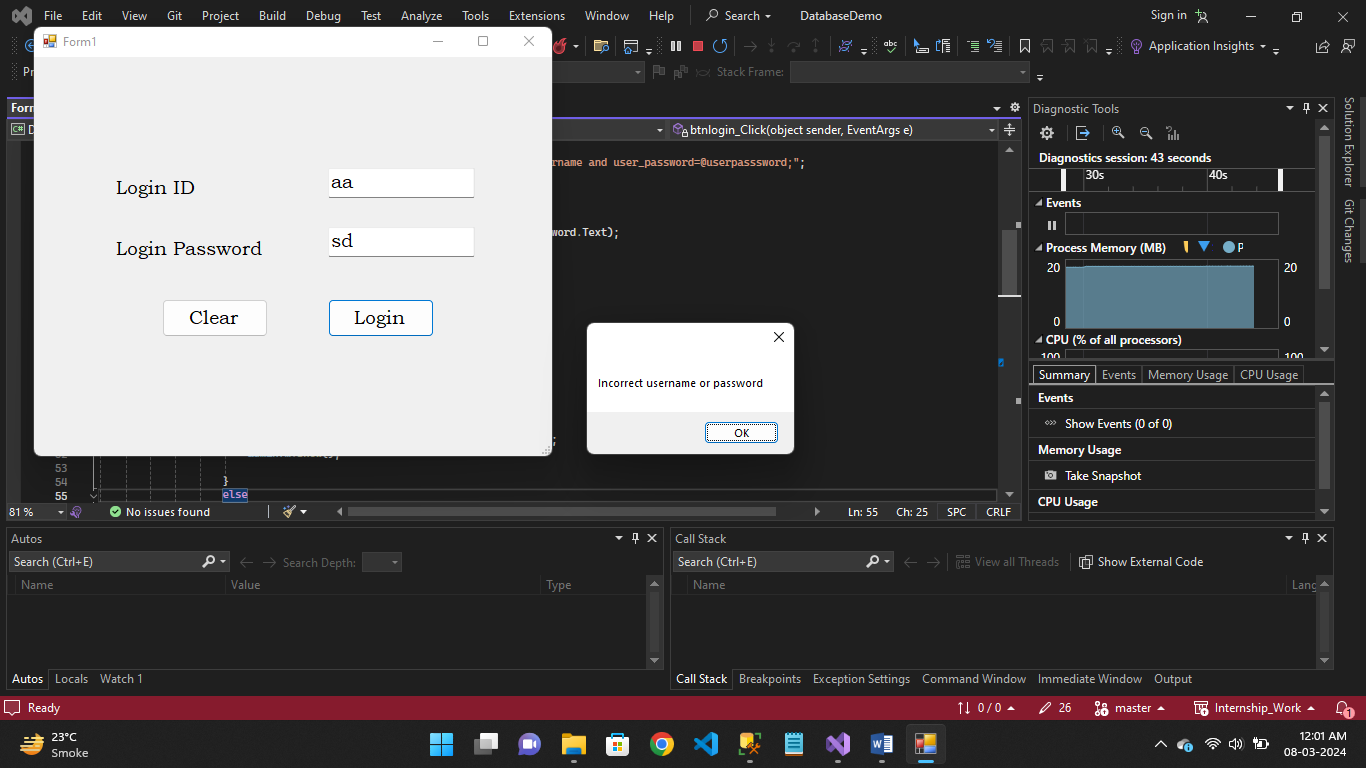 File Edit View Git Project Build Debug Test Analyze Tools Extensions Window Help Search DatabaseDemo Sign in
Form1
Application Insights
Stack Frame:
btnlogin_Click(object sender, EventArgs e)
name and user_password=@userpasssword;";
word.Text);
Login ID aa
Login Password sd
Clear Login
Incorrect username or password
OK
53
54 }
55 else
81 % No issues found Ln: 55 Ch: 25 SPC CRLF
Diagnostic Tools
Diagnostics session: 43 seconds
30s 40s
Events
Process Memory (MB) P
20 20
0 0
CPU (% of all processors)
100 100
Summary Events Memory Usage CPU Usage
Events
Show Events (0 of 0)
Memory Usage
Take Snapshot
CPU Usage
Solution Explorer
Git Changes
Autos
Search (Ctrl+E) Search Depth:
Name Value Type
Autos Locals Watch 1
Call Stack
Search (Ctrl+E) View all Threads Show External Code
Name Lang
Call Stack Breakpoints Exception Settings Command Window Immediate Window Output
Ready 0 / 0 26 master Internship_Work 1
23°C
Smoke
12:01 AM
08-03-2024